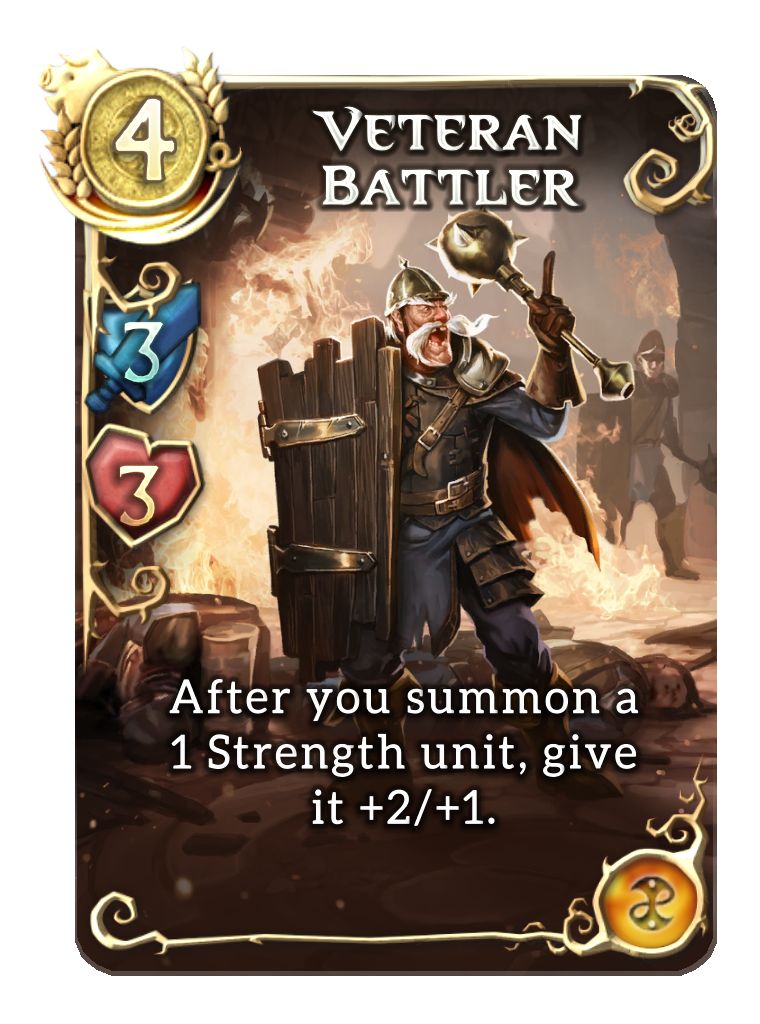 4
VETERAN
BATTLER
3
3
After you summon a
1 Strength unit, give
it +2/+1.